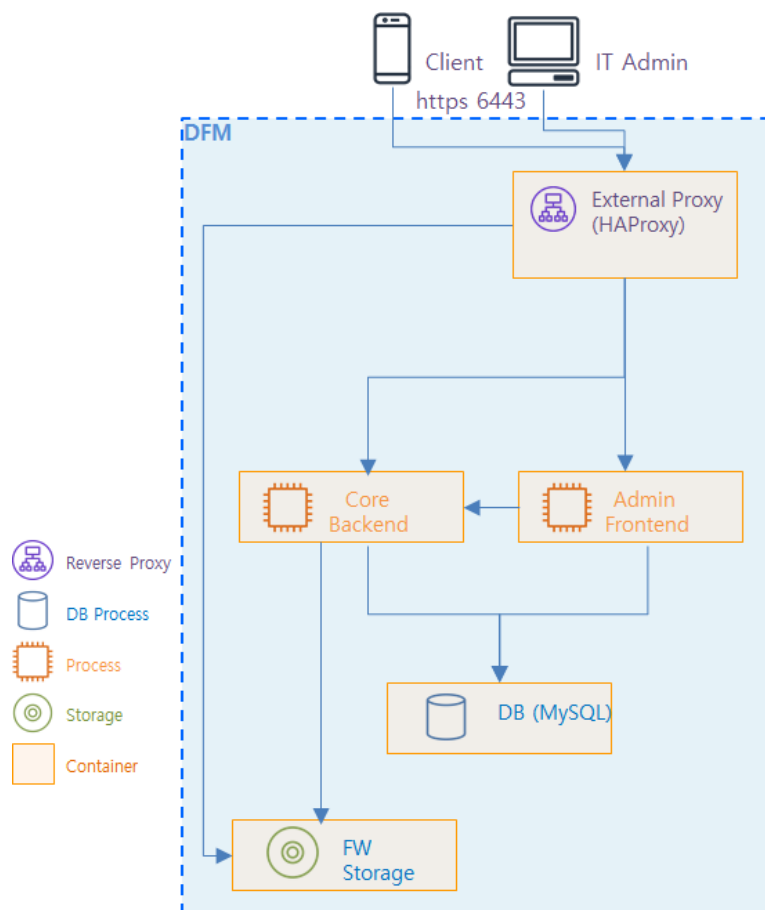 Client
IT Admin
https 6443
DFM
External Proxy
(HAProxy)
Core
Backend
Admin
Frontend
Reverse Proxy
DB Process
Process
Storage
Container
DB (MySQL)
FW
Storage